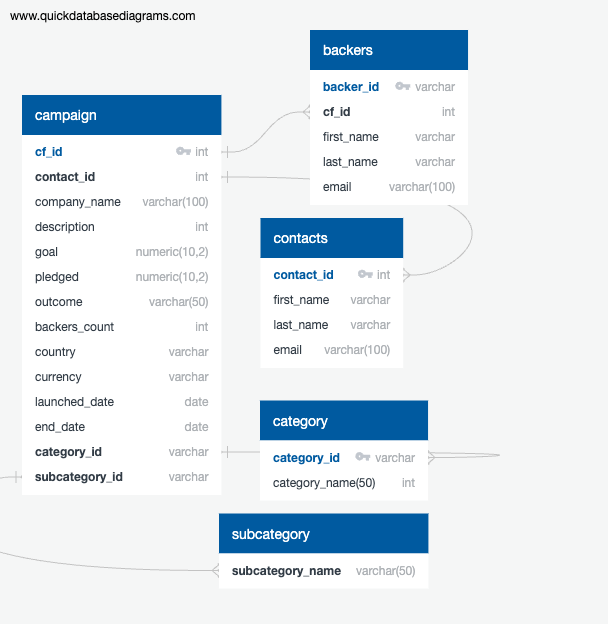 www.quickdatabasediagrams.com
backers
backer_id varchar
cf_id int
first_name varchar
last_name varchar
email varchar(100)
campaign
cf_id int
contact_id int
company_name varchar(100)
description int
goal numeric(10,2)
pledged numeric(10,2)
outcome varchar(50)
backers_count int
country varchar
currency varchar
launched_date date
end_date date
category_id varchar
subcategory_id varchar
contacts
contact_id int
first_name varchar
last_name varchar
email varchar(100)
category
category_id varchar
category_name(50) int
subcategory
subcategory_name varchar(50)